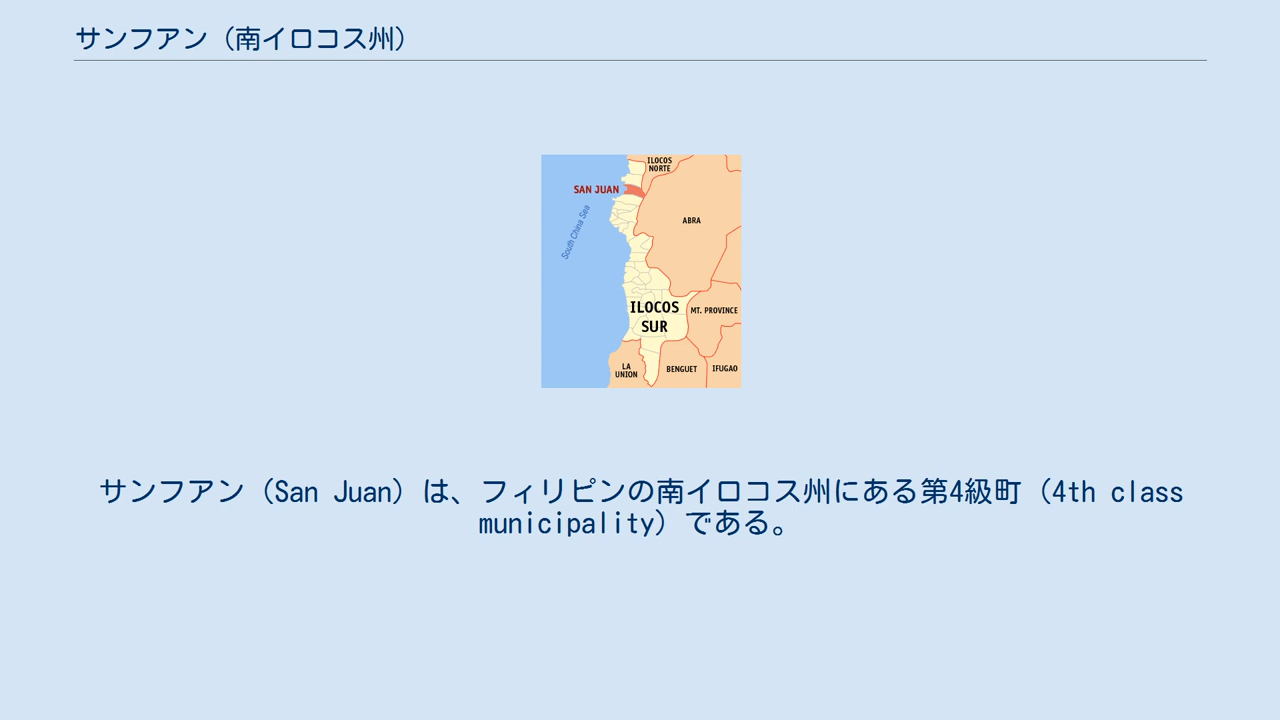 サンフアン（南イロコス州）
ILOCOS
NORTE
SAN JUAN
ABRA
South China Sea
ILOCOS
SUR
MT. PROVINCE
LA
UNION
BENGUET
IFUGAO
サンフアン（San Juan）は、フィリピンの南イロコス州にある第4級町（4th class
municipality）である。